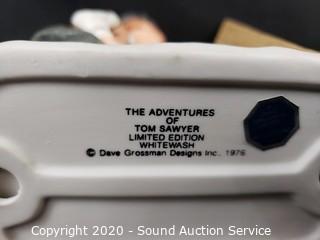 THE ADVENTURES
OF
TOM SAWYER
LIMITED EDITION
WHITEWASH
© Dave Grossman Designs Inc., 1976
Copyright 2020 - Sound Auction Service